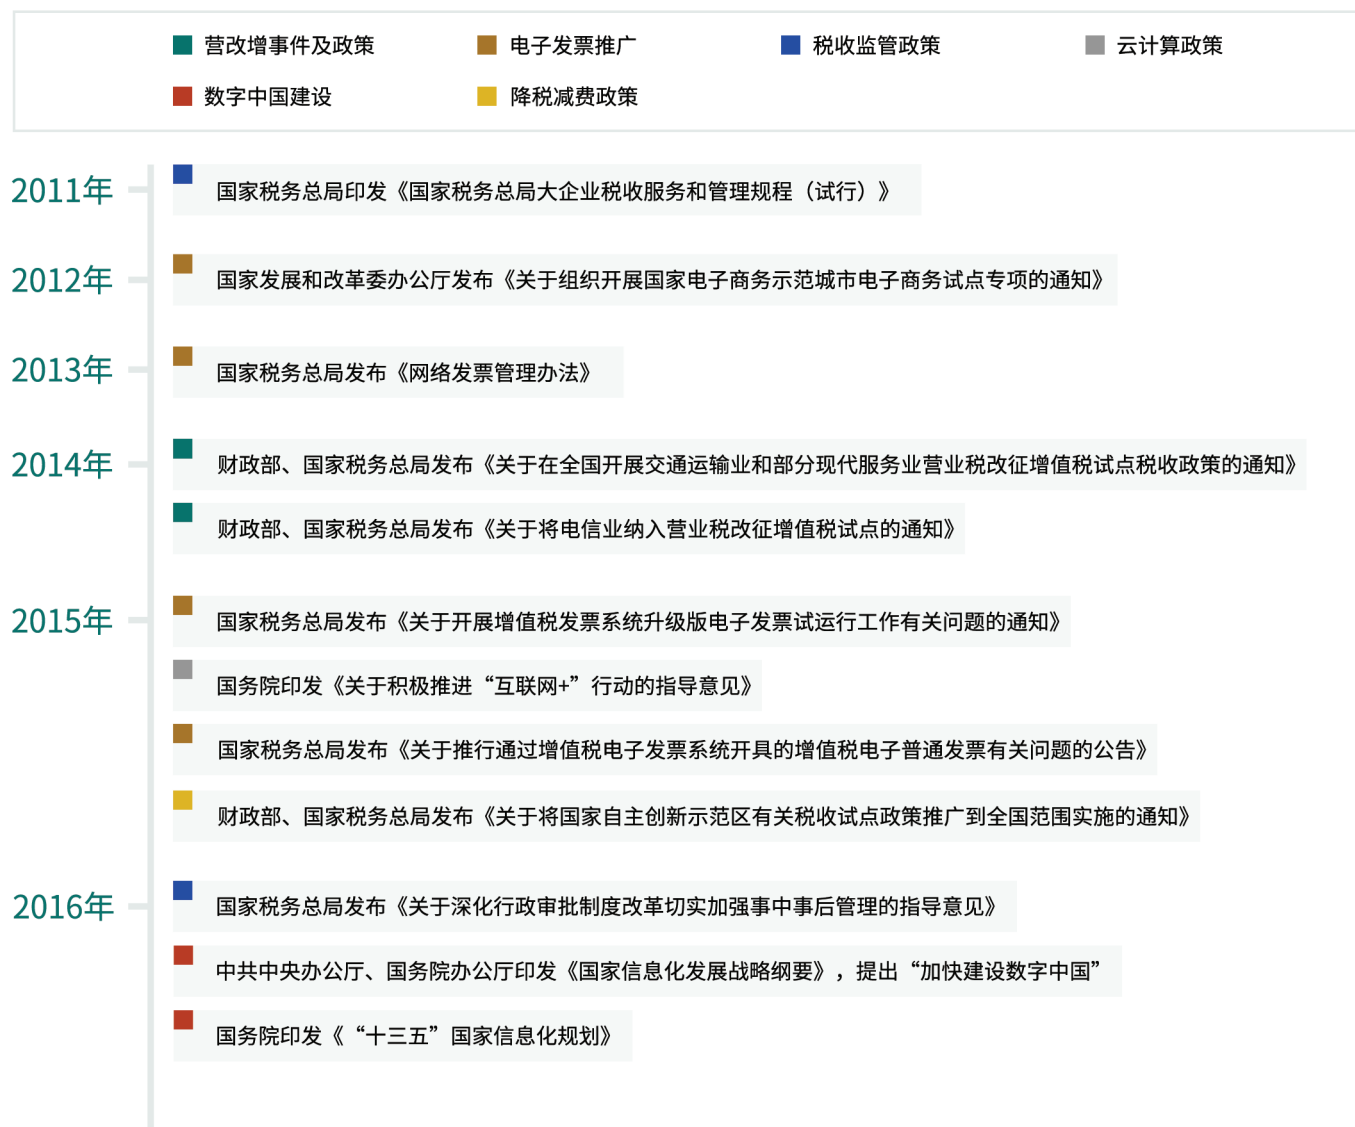 营改增事件及政策 电子发票推广 税收监管政策 云计算政策
数字中国建设 降税减费政策
2011年 国家税务总局印发《国家税务总局大企业税收服务和管理规程（试行）》
2012年 国家发展和改革委办公厅发布《关于组织开展国家电子商务示范城市电子商务试点专项的通知》
2013年 国家税务总局发布《网络发票管理办法》
2014年 财政部、国家税务总局发布《关于在全国开展交通运输业和部分现代服务业营业税改征增值税试点税收政策的通知》
财政部、国家税务总局发布《关于将电信业纳入营业税改征增值税试点的通知》
2015年 国家税务总局发布《关于开展增值税发票系统升级版电子发票试运行工作有关问题的通知》
国务院印发《关于积极推进“互联网+”行动的指导意见》
国家税务总局发布《关于推行通过增值税电子发票系统开具的增值税电子普通发票有关问题的公告》
财政部、国家税务总局发布《关于将国家自主创新示范区有关税收试点政策推广到全国范围实施的通知》
2016年 国家税务总局发布《关于深化行政审批制度改革切实加强事中事后管理的指导意见》
中共中央办公厅、国务院办公厅印发《国家信息化发展战略纲要》，提出“加快建设数字中国”
国务院印发《“十三五”国家信息化规划》